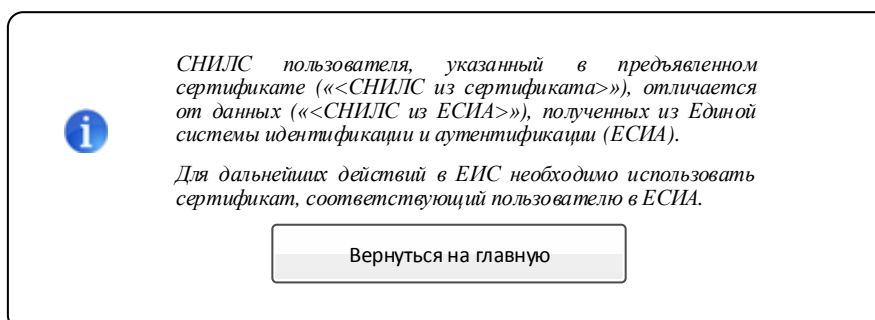 СНИЛС пользователя, указанный в предъявленном
сертификате («<СНИЛС из сертификата>»), отличается
от данных («<СНИЛС из ЕСИА>»), полученных из Единой
системы идентификации и аутентификации (ЕСИА).
Для дальнейших действий в ЕИС необходимо использовать
сертификат, соответствующий пользователю в ЕСИА.
Вернуться на главную